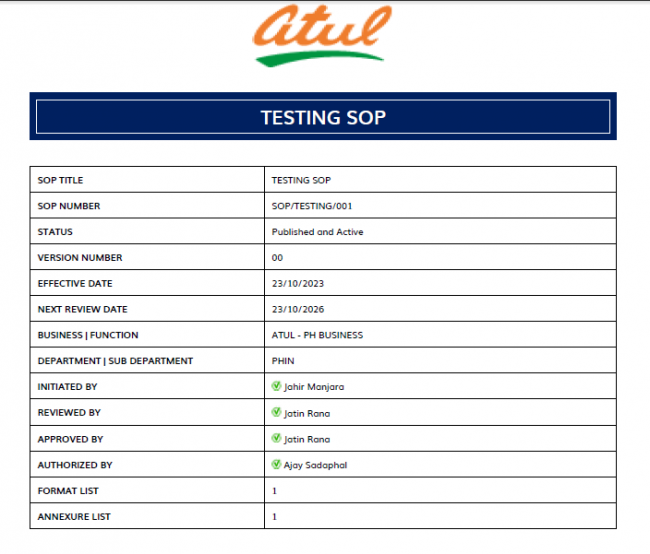 atul
TESTING SOP
SOP TITLE TESTING SOP
SOP NUMBER SOP/TESTING/001
STATUS Published and Active
VERSION NUMBER 00
EFFECTIVE DATE 23/10/2023
NEXT REVIEW DATE 23/10/2026
BUSINESS | FUNCTION ATUL - PH BUSINESS
DEPARTMENT | SUB DEPARTMENT PHIN
INITIATED BY Jahir Manjara
REVIEWED BY Jatin Rana
APPROVED BY Jatin Rana
AUTHORIZED BY Ajay Sadaphal
FORMAT LIST 1
ANNEXURE LIST 1